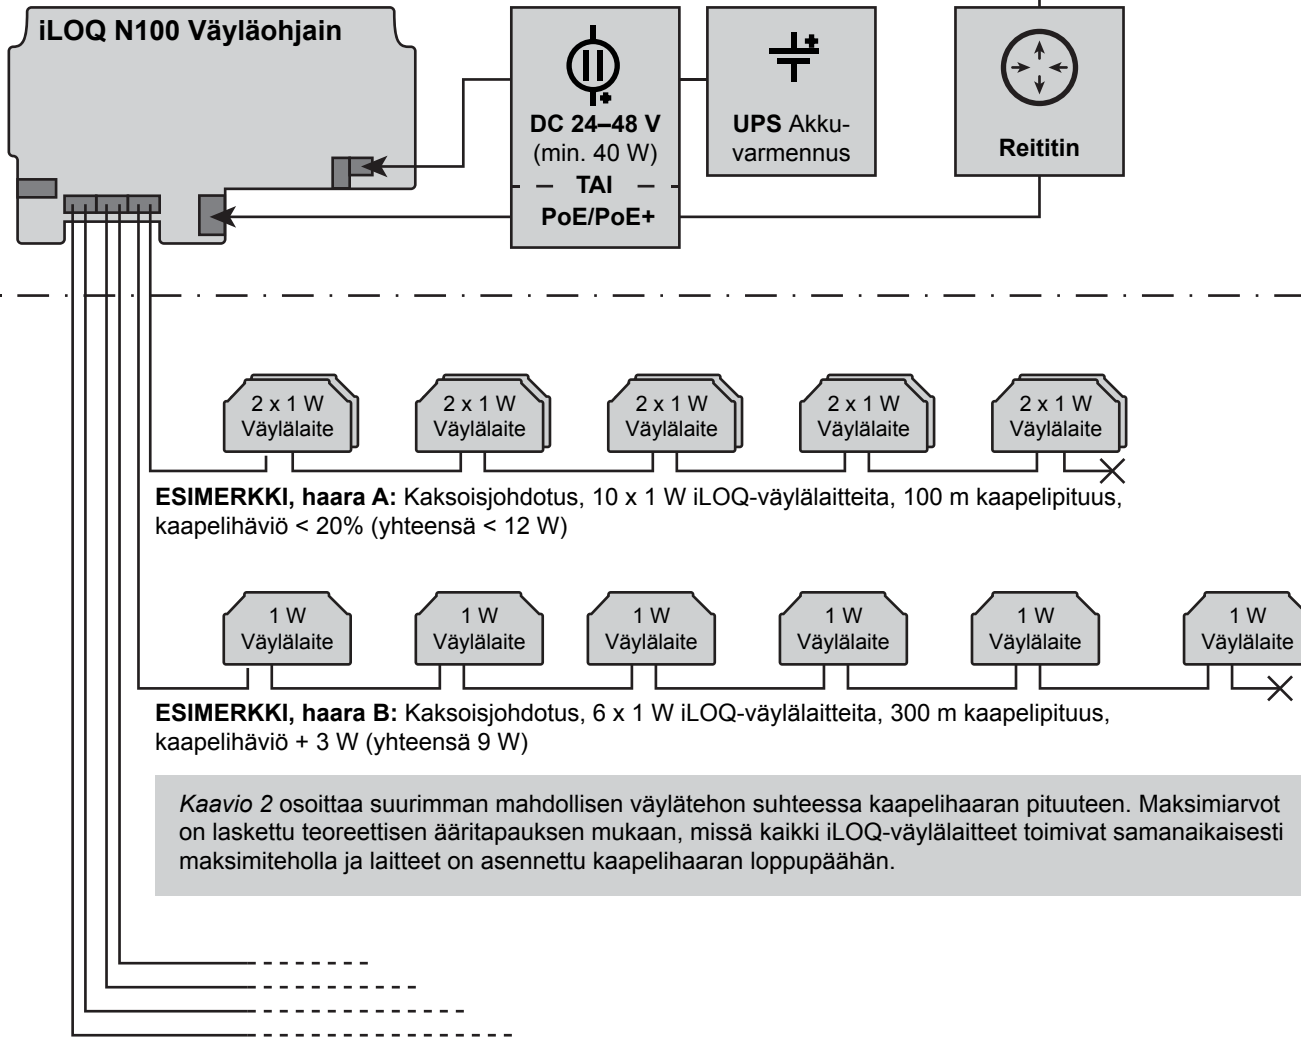 iLOQ N100 Väyläohjain
DC 24–48 V
(min. 40 W)
TAI
PoE/PoE+
UPS Akku-
varmennus
Reititin
2 x 1 W
Väylälaite
2 x 1 W
Väylälaite
2 x 1 W
Väylälaite
2 x 1 W
Väylälaite
2 x 1 W
Väylälaite
ESIMERKKI, haara A: Kaksoisjohdotus, 10 x 1 W iLOQ-väylälaitteita, 100 m kaapelipituus,
kaapelihäviö < 20% (yhteensä < 12 W)
1 W
Väylälaite
1 W
Väylälaite
1 W
Väylälaite
1 W
Väylälaite
1 W
Väylälaite
1 W
Väylälaite
ESIMERKKI, haara B: Kaksoisjohdotus, 6 x 1 W iLOQ-väylälaitteita, 300 m kaapelipituus,
kaapelihäviö + 3 W (yhteensä 9 W)
Kaavio 2 osoittaa suurimman mahdollisen väylätehon suhteessa kaapelihaaran pituuteen. Maksimiarvot
on laskettu teoreettisen ääritapauksen mukaan, missä kaikki iLOQ-väylälaitteet toimivat samanaikaisesti
maksimiteholla ja laitteet on asennettu kaapelihaaran loppupäähän.